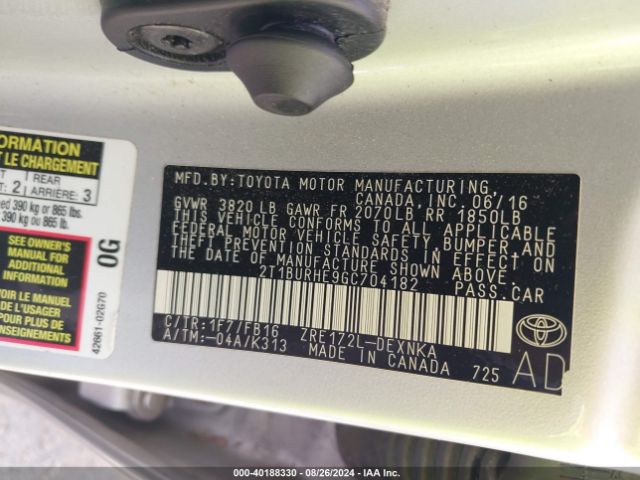 FORMATION
T LE CHARGEMENT
REAR
2 ARRIÈRE: 3
ed 390 kg or 865 lbs.
390 kg ou 865 lb.
SEE OWNER'S
MANUAL FOR
ADDITIONAL
INFORMATION
VOIR LE MANUEL
DE L'USAGER
POUR PLUS DE
RENSEIGNEMENTS
0G
42661-02G70
MFD.BY:TOYOTA MOTOR MANUFACTURING,
CANADA, INC. 06/16
GVWR 3820 LB GAWR FR 2070LB RR 1850LB
THIS VEHICLE CONFORMS TO ALL APPLICABLE
FEDERAL MOTOR VEHICLE SAFETY, BUMPER AND
THEFT PREVENTION STANDARDS IN EFFECT ON
THE DATE OF MANUFACTURE SHOWN ABOVE.
2T1BURHE9GC704182 PASS.CAR
C/TR:1F7/FB16 ZRE172L-DEXNKA
A/TM:-04A/K313 MADE IN CANADA 725
AD
000-40188330 - 08/26/2024 - IAA Inc.